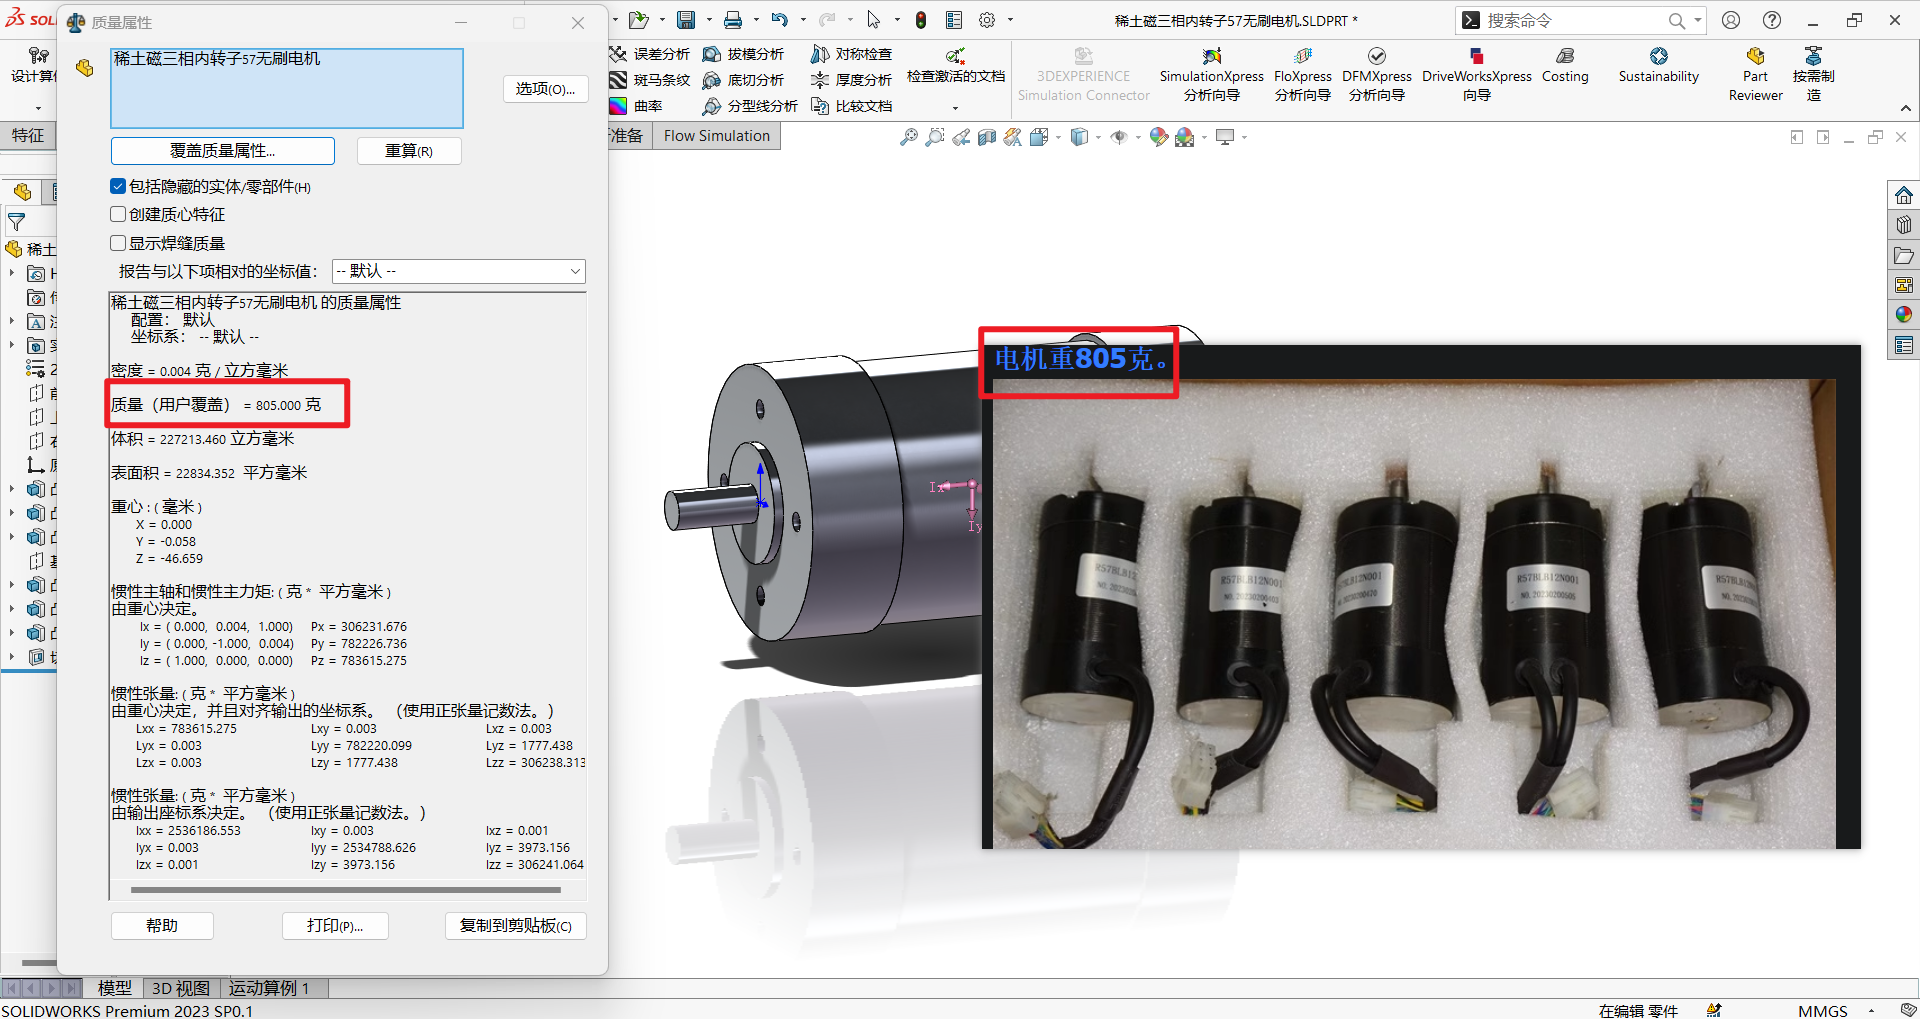 SOL
质量属性
稀土磁三相内转子57无刷电机.SLDPRT *
搜索命令
设计算
稀土磁三相内转子57无刷电机
选项(O)...
覆盖质量属性...
重算(R)
包括隐藏的实体/零部件(H)
创建质心特征
显示焊缝质量
报告与以下项相对的坐标值：
-- 默认 --
稀土磁三相内转子57无刷电机 的质量属性
配置： 默认
坐标系： -- 默认 --
密度 = 0.004 克 / 立方毫米
质量（用户覆盖） = 805.000 克
体积 = 227213.460 立方毫米
表面积 = 22834.352 平方毫米
重心 : ( 毫米 )
X = 0.000
Y = -0.058
Z = -46.659
惯性主轴和惯性主力矩: ( 克 * 平方毫米 )
由重心决定。
Ix = ( 0.000, 0.004, 1.000) Px = 306231.676
Iy = ( 0.000, -1.000, 0.004) Py = 782226.736
Iz = ( 1.000, 0.000, 0.000) Pz = 783615.275
惯性张量: ( 克 * 平方毫米 )
由重心决定，并且对齐输出的坐标系。 （使用正张量记数法。）
Lxx = 783615.275 Lxy = 0.003 Lxz = 0.003
Lyx = 0.003 Lyy = 782220.099 Lyz = 1777.438
Lzx = 0.003 Lzy = 1777.438 Lzz = 306238.313
惯性张量: ( 克 * 平方毫米 )
由输出座标系决定。 （使用正张量记数法。）
Ixx = 2536186.553 Ixy = 0.003 Ixz = 0.001
Iyx = 0.003 Iyy = 2534788.626 Iyz = 3973.156
Izx = 0.001 Izy = 3973.156 Izz = 306241.064
帮助
打印(P)...
复制到剪贴板(C)
特征
稀土
误差分析 拔模分析 对称检查
斑马条纹 底切分析 厚度分析
曲率 分型线分析 比较文档
检查激活的文档
3DEXPERIENCE
Simulation Connector
SimulationXpress
分析向导
FloXpress
分析向导
DFMXpress
分析向导
DriveWorksXpress
向导
Costing
Sustainability
Part
Reviewer
按需制
造
准备
Flow Simulation
Ix
Iy
电机重805克。
R57BLB12
R57BLB12N001
NO. 20230200403
R57BLB12N001
20230200470
R57BLB12N001
NO. 20230200505
R57BLB12N
模型
3D 视图
运动算例 1
SOLIDWORKS Premium 2023 SP0.1
在编辑 零件
MMGS